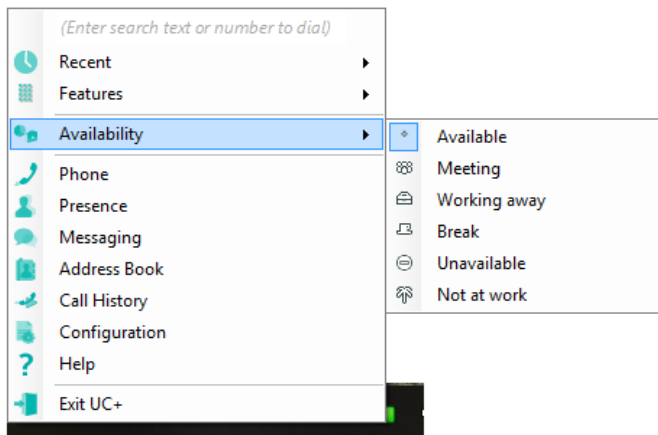 (Enter search text or number to dial)
Recent
Features
Availability
Phone
Presence
Messaging
Address Book
Call History
Configuration
Help
Exit UC+
Available
Meeting
Working away
Break
Unavailable
Not at work